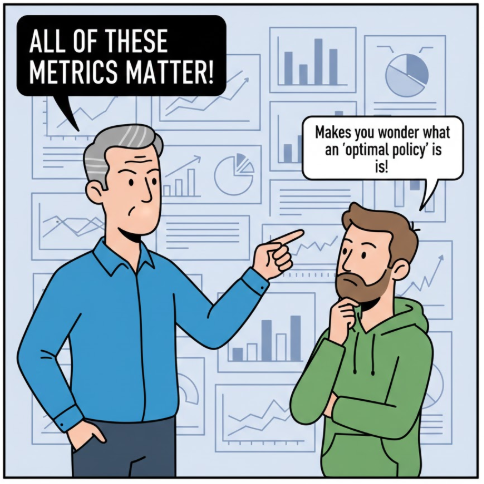 ALL OF THESE
METRICS MATTER!
Makes you wonder what
an 'optimal policy' is
is!